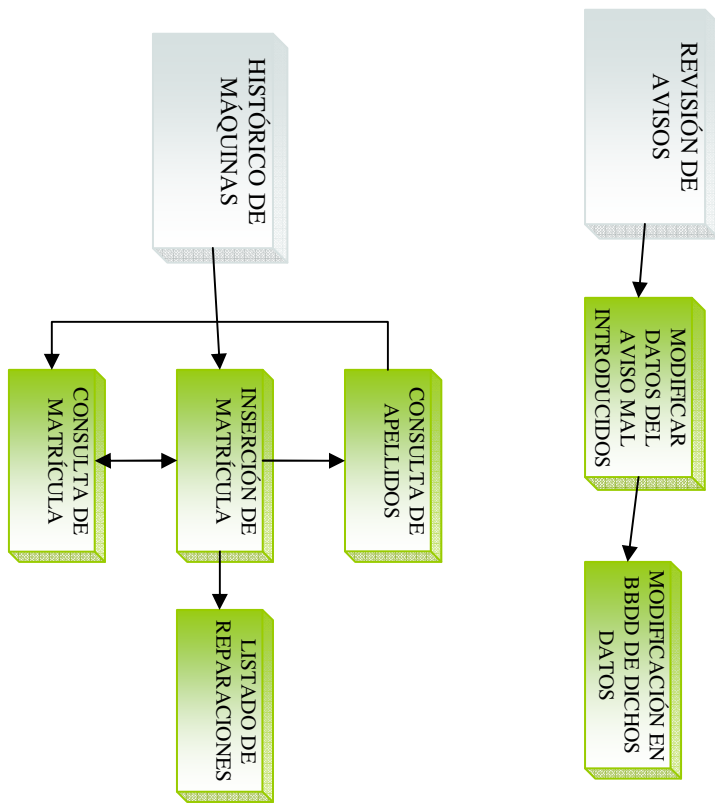 REVISIÓN DE
AVISOS
MODIFICAR
DATOS DEL
AVISO MAL
INTRODUCIDOS
MODIFICACIÓN EN
BBDD DE DICHOS
DATOS
HISTÓRICO DE
MÁQUINAS
CONSULTA DE
APELLIDOS
INSERCIÓN DE
MATRÍCULA
CONSULTA DE
MATRÍCULA
LISTADO DE
REPARACIONES